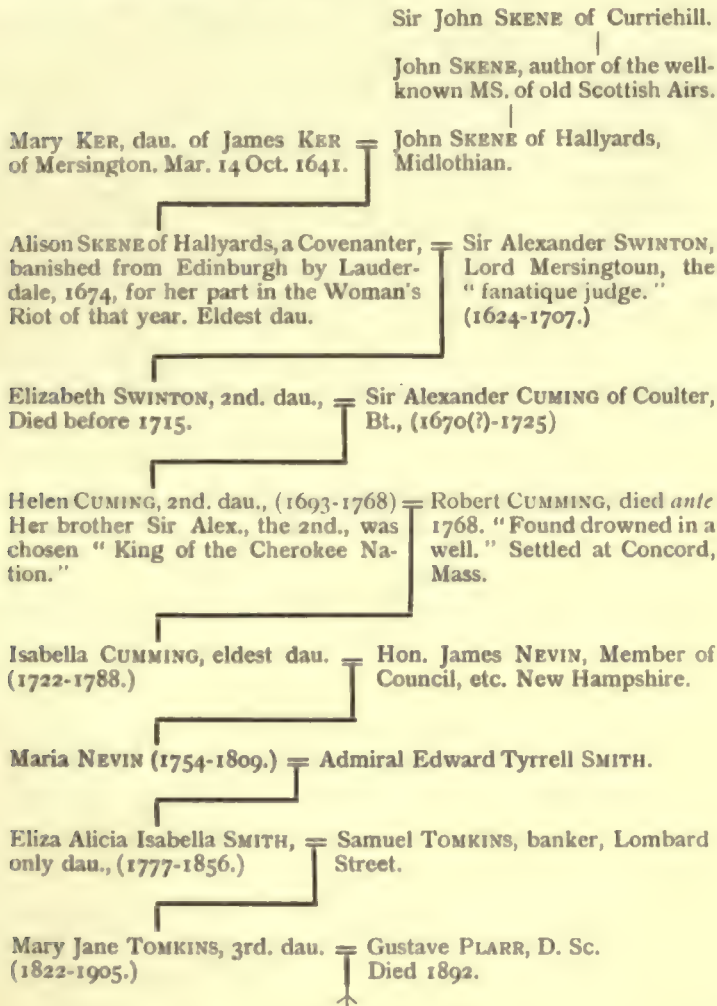 Sir John SKENE of Curriehill.
John SKENE, author of the well-
known MS. of old Scottish Airs.
Mary KER, dau. of James KER
of Mersington. Mar. 14 Oct. 1641.
=
John SKENE of Hallyards,
Midlothian.
Alison SKENE of Hallyards, a Covenanter,
banished from Edinburgh by Lauder-
dale, 1674, for her part in the Woman's
Riot of that year. Eldest dau.
=
Sir Alexander SWINTON,
Lord Mersingtoun, the
" fanatique judge. "
(1624-1707.)
Elizabeth SWINTON, 2nd. dau.,
Died before 1715.
=
Sir Alexander CUMING of Coulter,
Bt., (1670(?)-1725)
Helen CUMING, 2nd. dau., (1693-1768)
Her brother Sir Alex., the 2nd., was
chosen " King of the Cherokee Na-
tion. "
=
Robert CUMMING, died ante
1768. "Found drowned in a
well. " Settled at Concord,
Mass.
Isabella CUMMING, eldest dau.
(1722-1788.)
=
Hon. James NEVIN, Member of
Council, etc. New Hampshire.
Maria NEVIN (1754-1809.) = Admiral Edward Tyrrell SMITH.
Eliza Alicia Isabella SMITH,
only dau., (1777-1856.)
=
Samuel TOMKINS, banker, Lombard
Street.
Mary Jane TOMKINS, 3rd. dau.
(1822-1905.)
=
Gustave PLARR, D. Sc.
Died 1892.